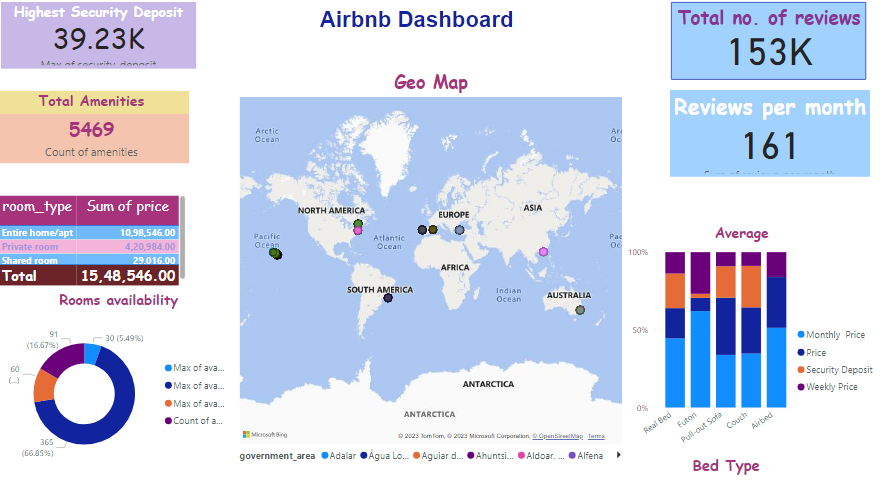 Airbnb Dashboard
Highest Security Deposit
39.23K
Max of security_deposit
Total Amenities
5469
Count of amenities
room_type Sum of price
Entire home/apt 10,98,546.00
Private room 4,20,984.00
Shared room 29,016.00
Total 15,48,546.00
Rooms availability
91
(16.67%)
30 (5.49%)
60
(...)
365
(66.85%)
Max of ava...
Max of ava...
Max of ava...
Count of a...
Geo Map
Arctic
Ocean
NORTH AMERICA
EUROPE
ASIA
Pacific
Ocean
Atlantic
Ocean
AFRICA
SOUTH AMERICA
Indian
Ocean
AUSTRALIA
ANTARCTICA
ANTARCTICA
Microsoft Bing
© 2023 TomTom, © 2023 Microsoft Corporation, © OpenStreetMap Terms
government_area Adalar Água Lo... Aguiar d... Ahuntsi... Aldoar, ... Alfena
Total no. of reviews
153K
Reviews per month
161
Sum of reviews_per_month
Average
100%
50%
0%
Real Bed
Futon
Pull-out Sofa
Couch
Airbed
Monthly Price
Price
Security Deposit
Weekly Price
Bed Type